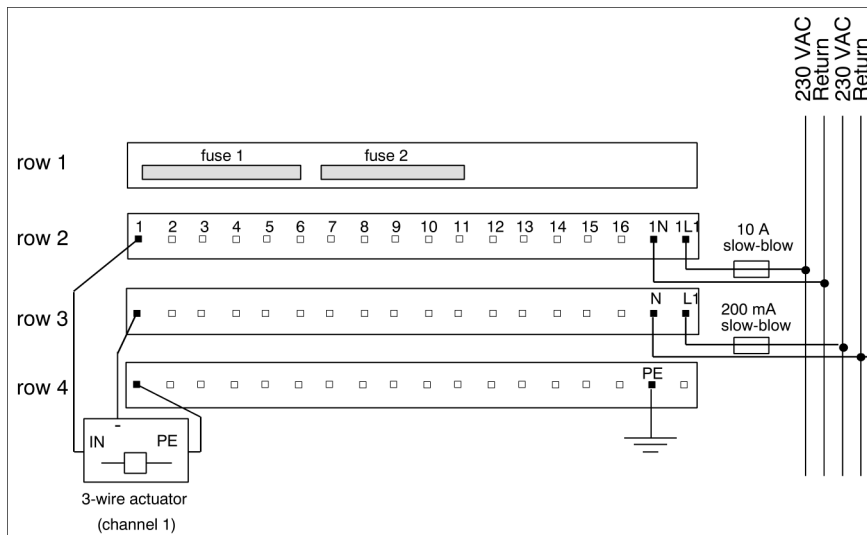 230 VAC
Return
230 VAC
Return
row 1
fuse 1
fuse 2
row 2
1 2 3 4 5 6 7 8 9 10 11 12 13 14 15 16 1N 1L1
10 A
slow-blow
row 3
N L1
200 mA
slow-blow
row 4
PE
-
IN PE
3-wire actuator
(channel 1)